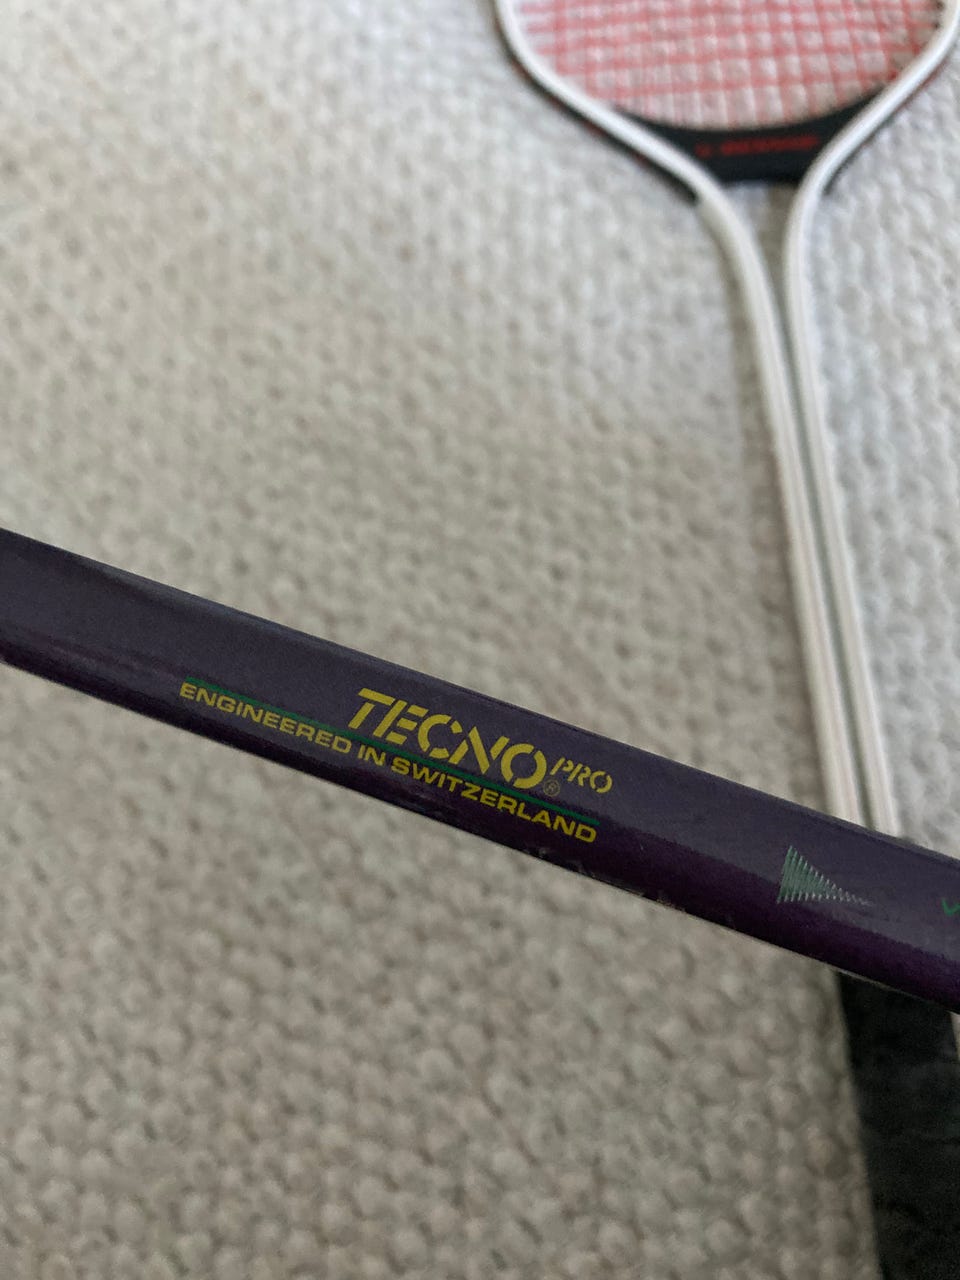 TECNO PRO ®
ENGINEERED IN SWITZERLAND